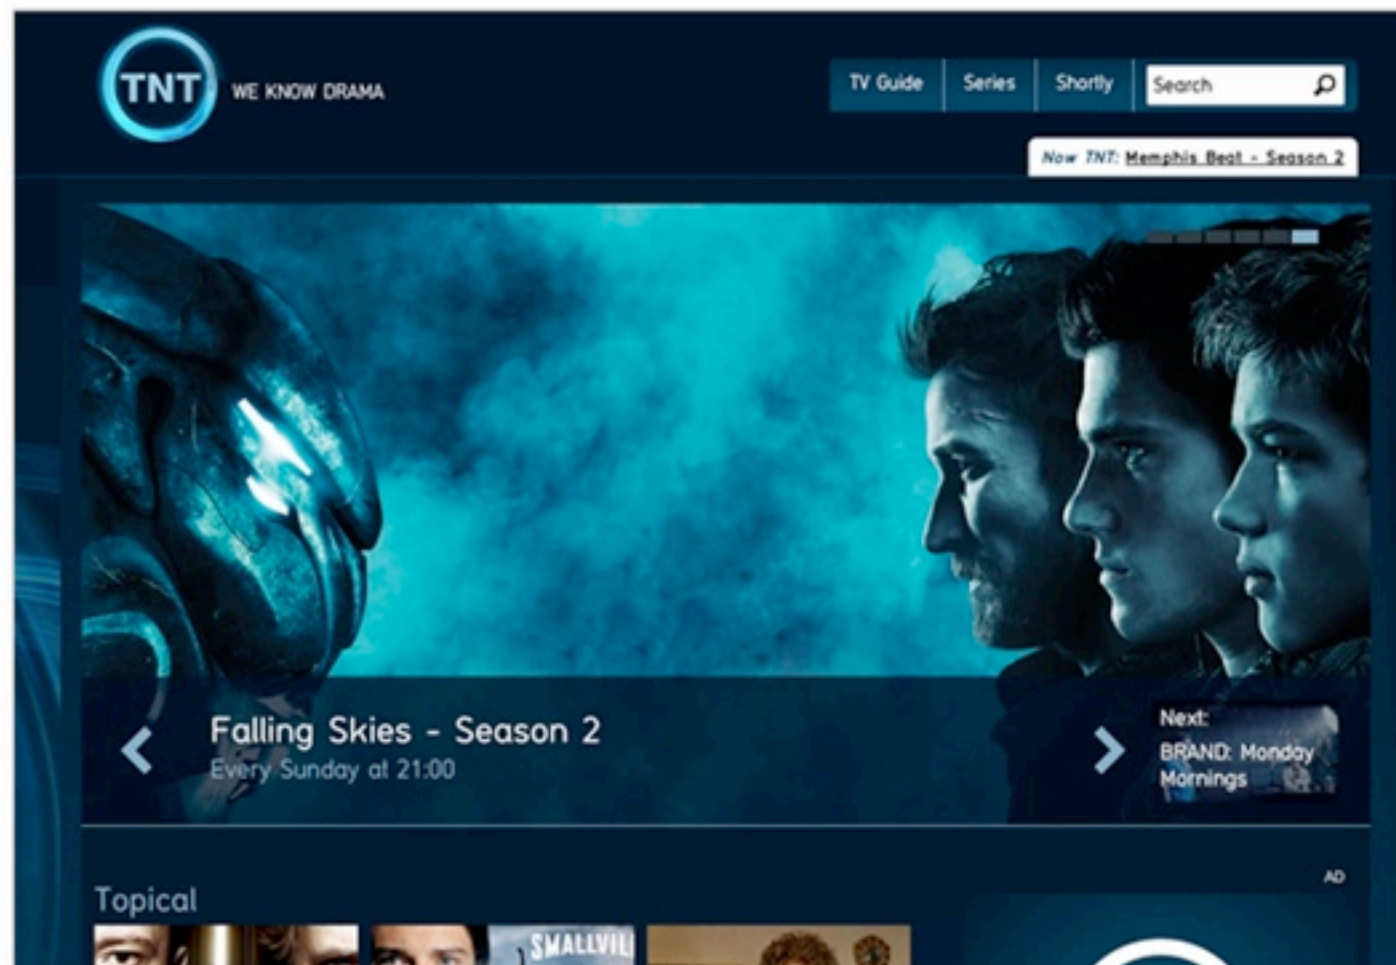 TNT
WE KNOW DRAMA
TV Guide
Series
Shortly
Search
Now TNT: Memphis Beat - Season 2
Falling Skies - Season 2
Every Sunday at 21:00
Next:
BRAND: Monday
Mornings
AD
Topical